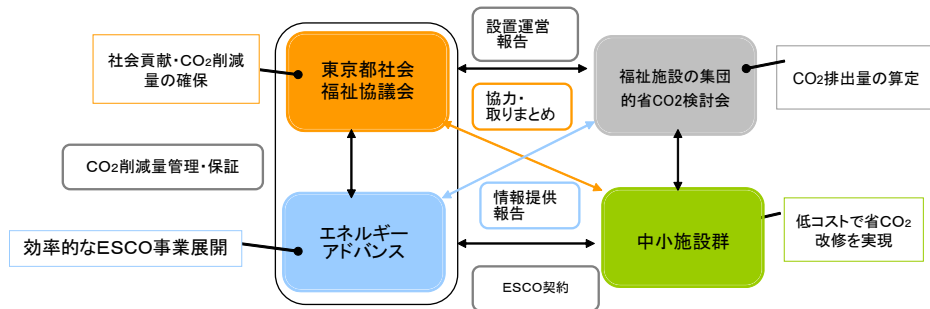 設置運営
報告
社会貢献・CO2削減
量の確保
東京都社会
福祉協議会
福祉施設の集団
的省CO2検討会
CO2排出量の算定
協力・
取りまとめ
CO2削減量管理・保証
情報提供
報告
効率的なESCO事業展開
エネルギー
アドバンス
中小施設群
低コストで省CO2
改修を実現
ESCO契約